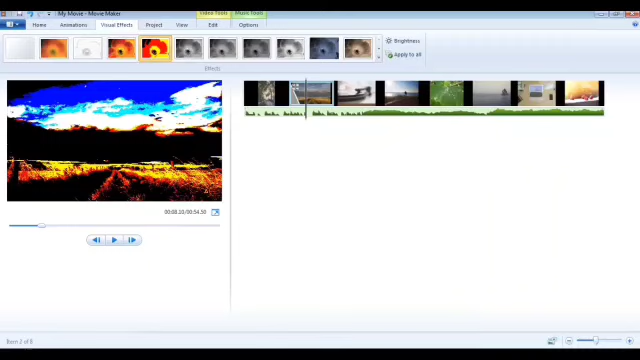 My Movie - Movie Maker
Video Tools
Music Tools
Home
Animations
Visual Effects
Project
View
Edit
Options
Brightness
Apply to all
Effects
00:08.10/00:54.50
Item 2 of 8